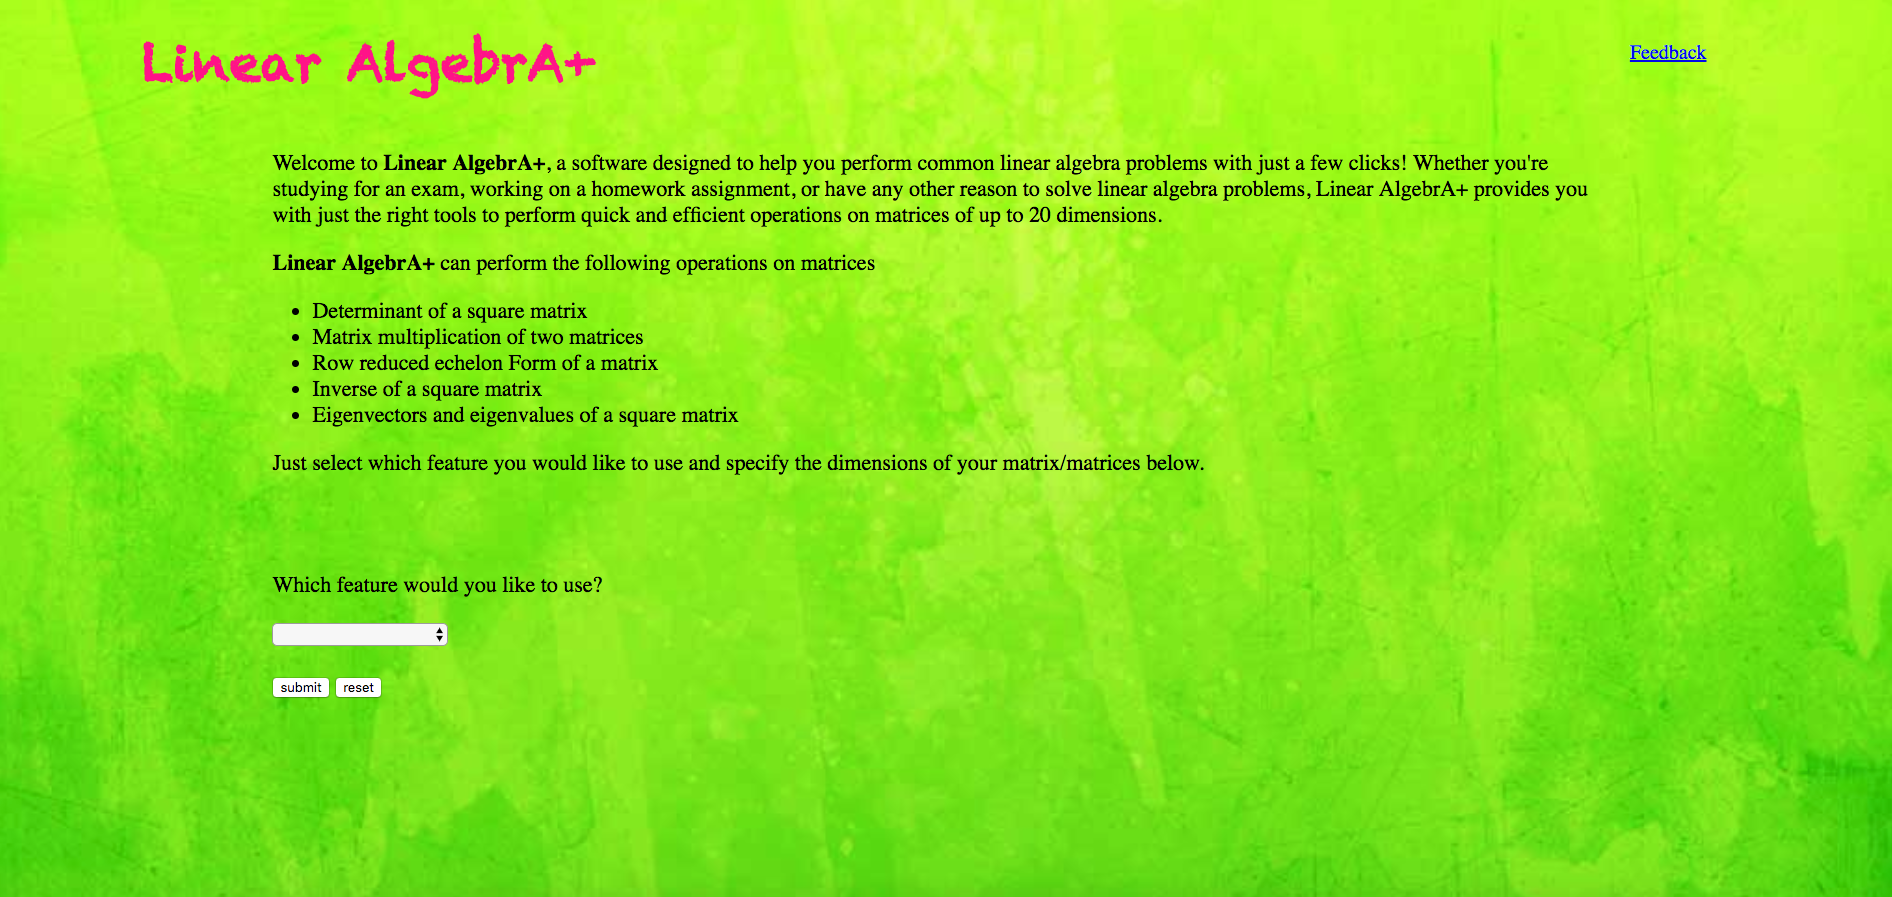 Linear AlgebrA+
Feedback
Welcome to Linear AlgebrA+, a software designed to help you perform common linear algebra problems with just a few clicks! Whether you're
studying for an exam, working on a homework assignment, or have any other reason to solve linear algebra problems, Linear AlgebrA+ provides you
with just the right tools to perform quick and efficient operations on matrices of up to 20 dimensions.
Linear AlgebrA+ can perform the following operations on matrices
• Determinant of a square matrix
• Matrix multiplication of two matrices
• Row reduced echelon Form of a matrix
• Inverse of a square matrix
• Eigenvectors and eigenvalues of a square matrix
Just select which feature you would like to use and specify the dimensions of your matrix/matrices below.
Which feature would you like to use?
submit reset